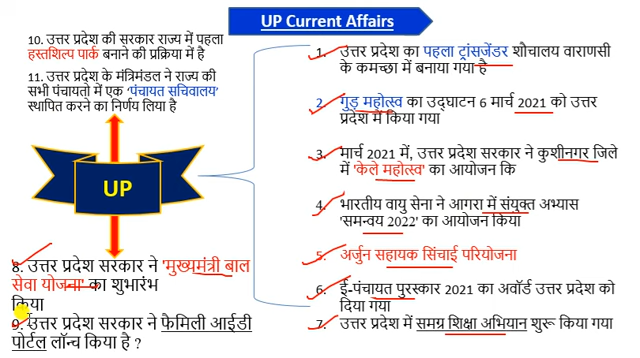 UP Current Affairs
10. उत्तर प्रदेश की सरकार राज्य में पहला
हस्तशिल्प पार्क बनाने की प्रक्रिया में है
11. उत्तर प्रदेश के मंत्रिमंडल ने राज्य की
सभी पंचायतो में एक 'पंचायत सचिवालय'
स्थापित करने का निर्णय लिया है
UP
8. उत्तर प्रदेश सरकार ने 'मुख्यमंत्री बाल
सेवा योजना' का शुभारंभ
किया
9. उत्तर प्रदेश सरकार ने फैमिली आईडी
पोर्टल लॉन्च किया है ?
1. उत्तर प्रदेश का पहला ट्रांसजेंडर शौचालय वाराणसी
के कमच्छा में बनाया गया है
2. गुड़ महोत्स्व का उद्घाटन 6 मार्च 2021 को उत्तर
प्रदेश में किया गया
3. मार्च 2021 में, उत्तर प्रदेश सरकार ने कुशीनगर जिले
में 'केले महोत्स्व' का आयोजन कि
4. भारतीय वायु सेना ने आगरा में संयुक्त अभ्यास
'समन्वय 2022' का आयोजन किया
5. अर्जुन सहायक सिंचाई परियोजना
6. ई-पंचायत पुरस्कार 2021 का अवॉर्ड उत्तर प्रदेश को
दिया गया
7. उत्तर प्रदेश में समग्र शिक्षा अभियान शुरू किया गया